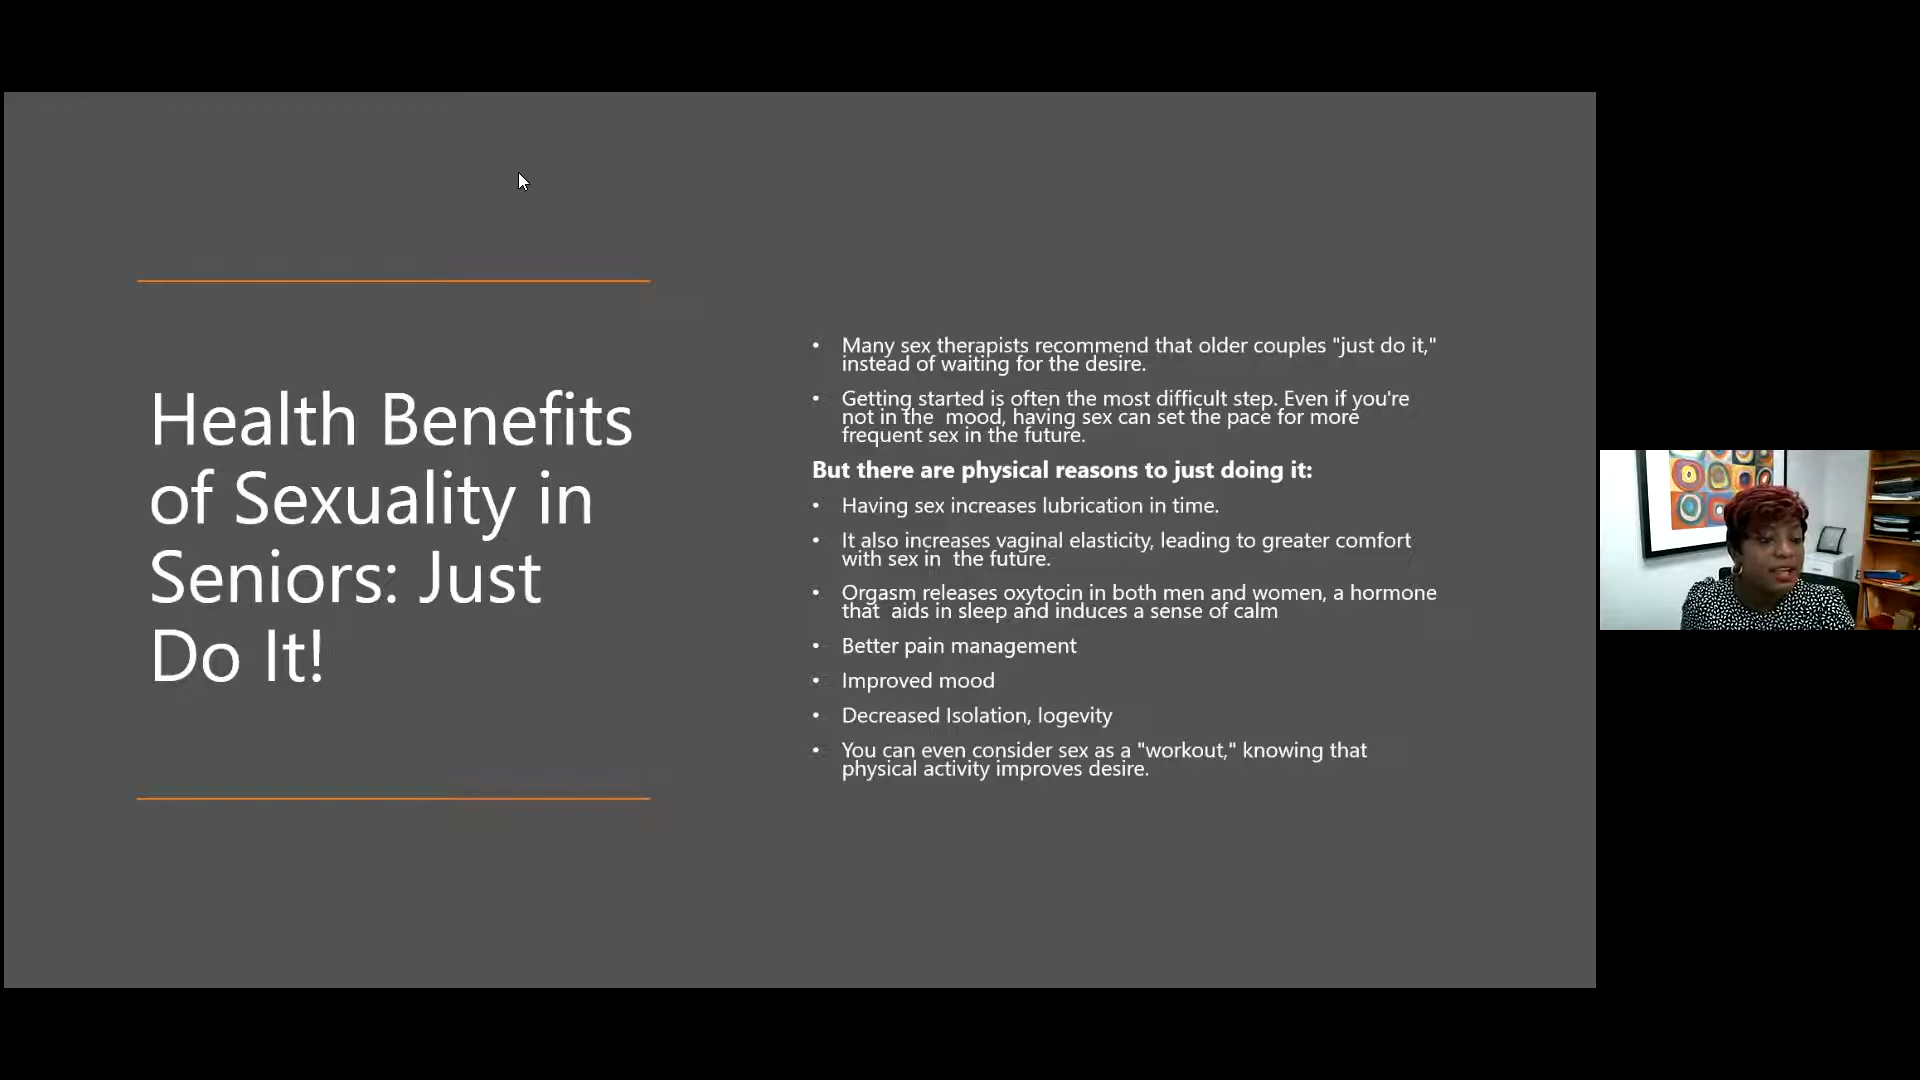 Health Benefits
of Sexuality in
Seniors: Just
Do It!
• Many sex therapists recommend that older couples "just do it,"
instead of waiting for the desire.
• Getting started is often the most difficult step. Even if you're
not in the  mood, having sex can set the pace for more
frequent sex in the future.
But there are physical reasons to just doing it:
• Having sex increases lubrication in time.
• It also increases vaginal elasticity, leading to greater comfort
with sex in  the future.
• Orgasm releases oxytocin in both men and women, a hormone
that  aids in sleep and induces a sense of calm
• Better pain management
• Improved mood
• Decreased Isolation, logevity
• You can even consider sex as a "workout," knowing that
physical activity improves desire.